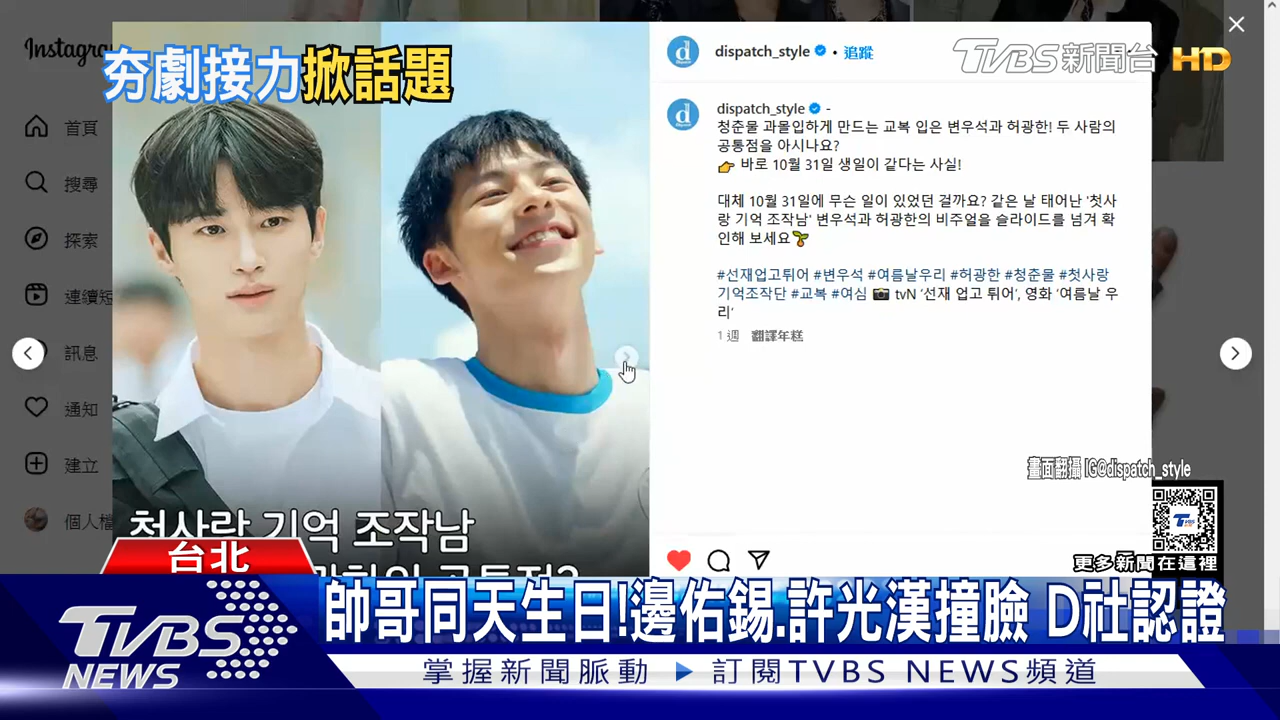 Instagra
夯劇接力掀話題
首頁
搜尋
探索
連續短
訊息
通知
建立
個人檔
dispatch_style • 追蹤
TVBS新聞台 HD
dispatch_style -
청춘물 과몰입하게 만드는 교복 입은 변우석과 허광한! 두 사람의
공통점을 아시나요?
👉 바로 10월 31일 생일이 같다는 사실!
대체 10월 31일에 무슨 일이 있었던 걸까요? 같은 날 태어난 '첫사
랑 기억 조작남' 변우석과 허광한의 비주얼을 슬라이드를 넘겨 확
인해 보세요🌱
#선재업고튀어 #변우석 #여름날우리 #허광한 #청춘물 #첫사랑
기억조작단 #교복 #여심 📷 tvN '선재 업고 튀어', 영화 '여름날 우
리'
1 週 翻譯年糕
畫面翻攝 IG@dispatch_style
첫사랑 기억 조작남
TVBS
更多新聞在這裡
台北
帥哥同天生日!邊佑錫.許光漢撞臉 D社認證
TVBS
NEWS
掌握新聞脈動 ▶ 訂閱TVBS NEWS頻道